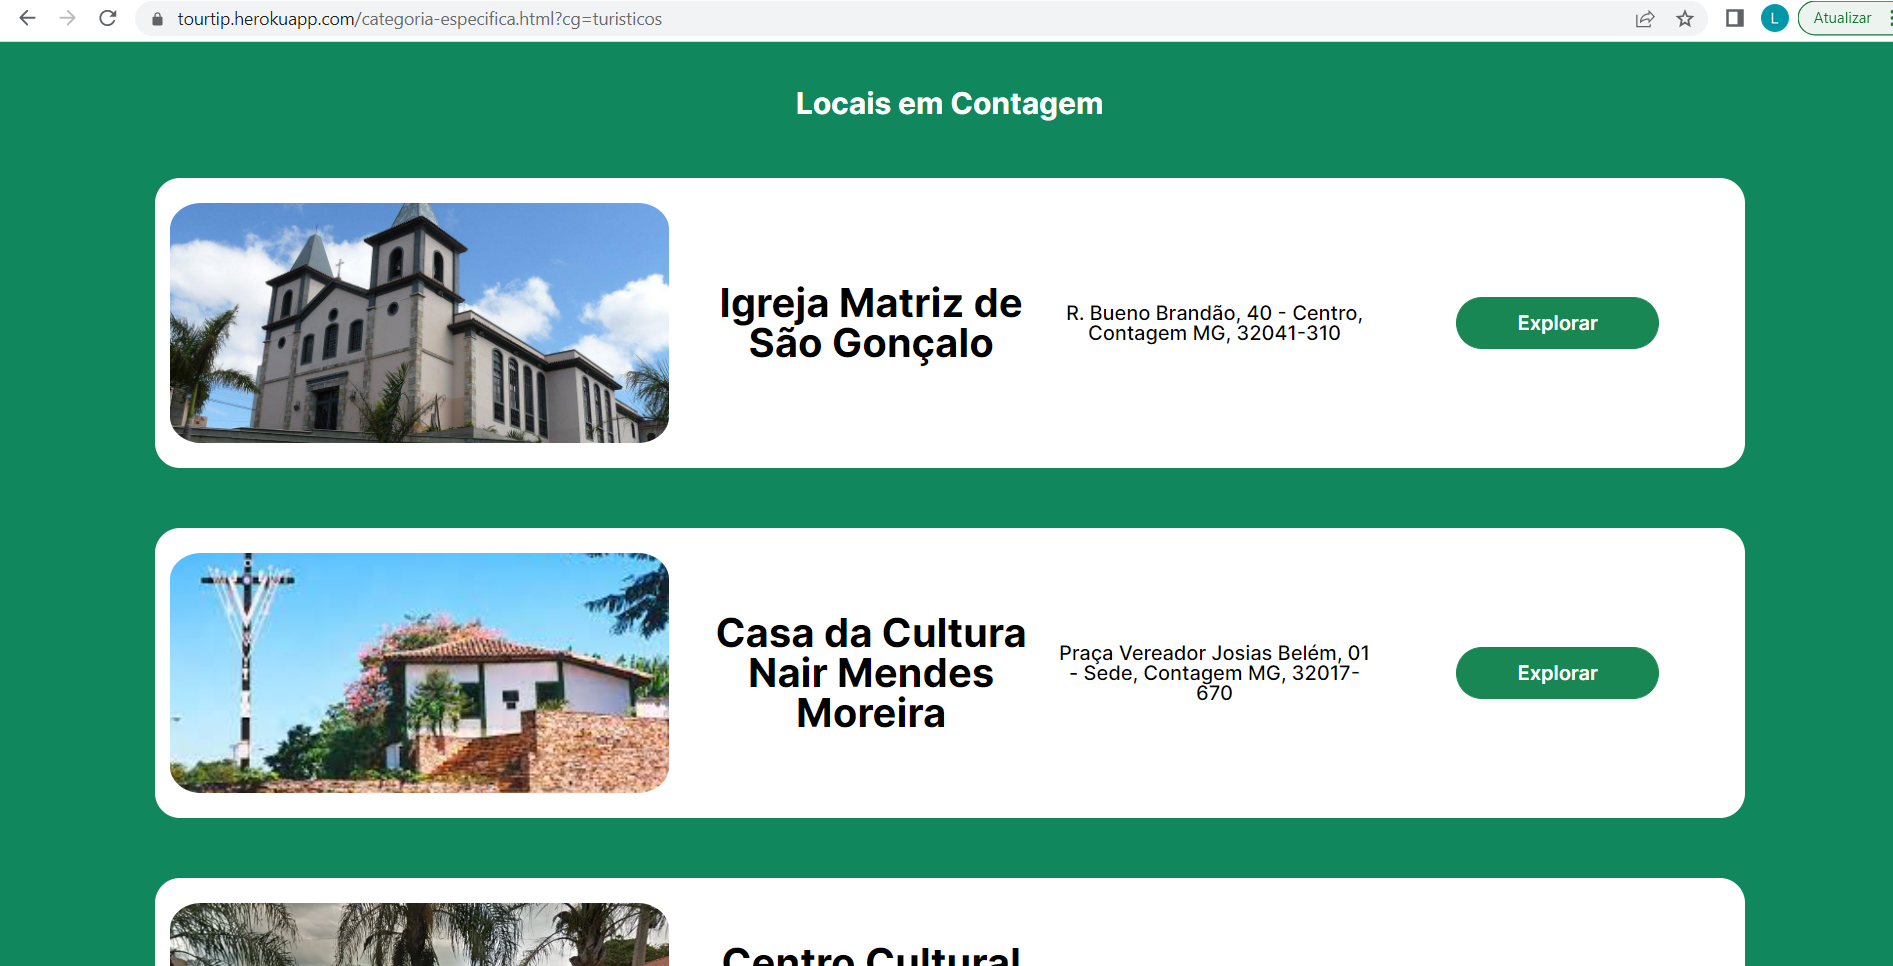 tourtip.herokuapp.com/categoria-especifica.html?cg=turisticos
L
Atualizar
Locais em Contagem
Igreja Matriz de
São Gonçalo
R. Bueno Brandão, 40 - Centro,
Contagem MG, 32041-310
Explorar
Casa da Cultura
Nair Mendes
Moreira
Praça Vereador Josias Belém, 01
- Sede, Contagem MG, 32017-
670
Explorar
Centro Cultural